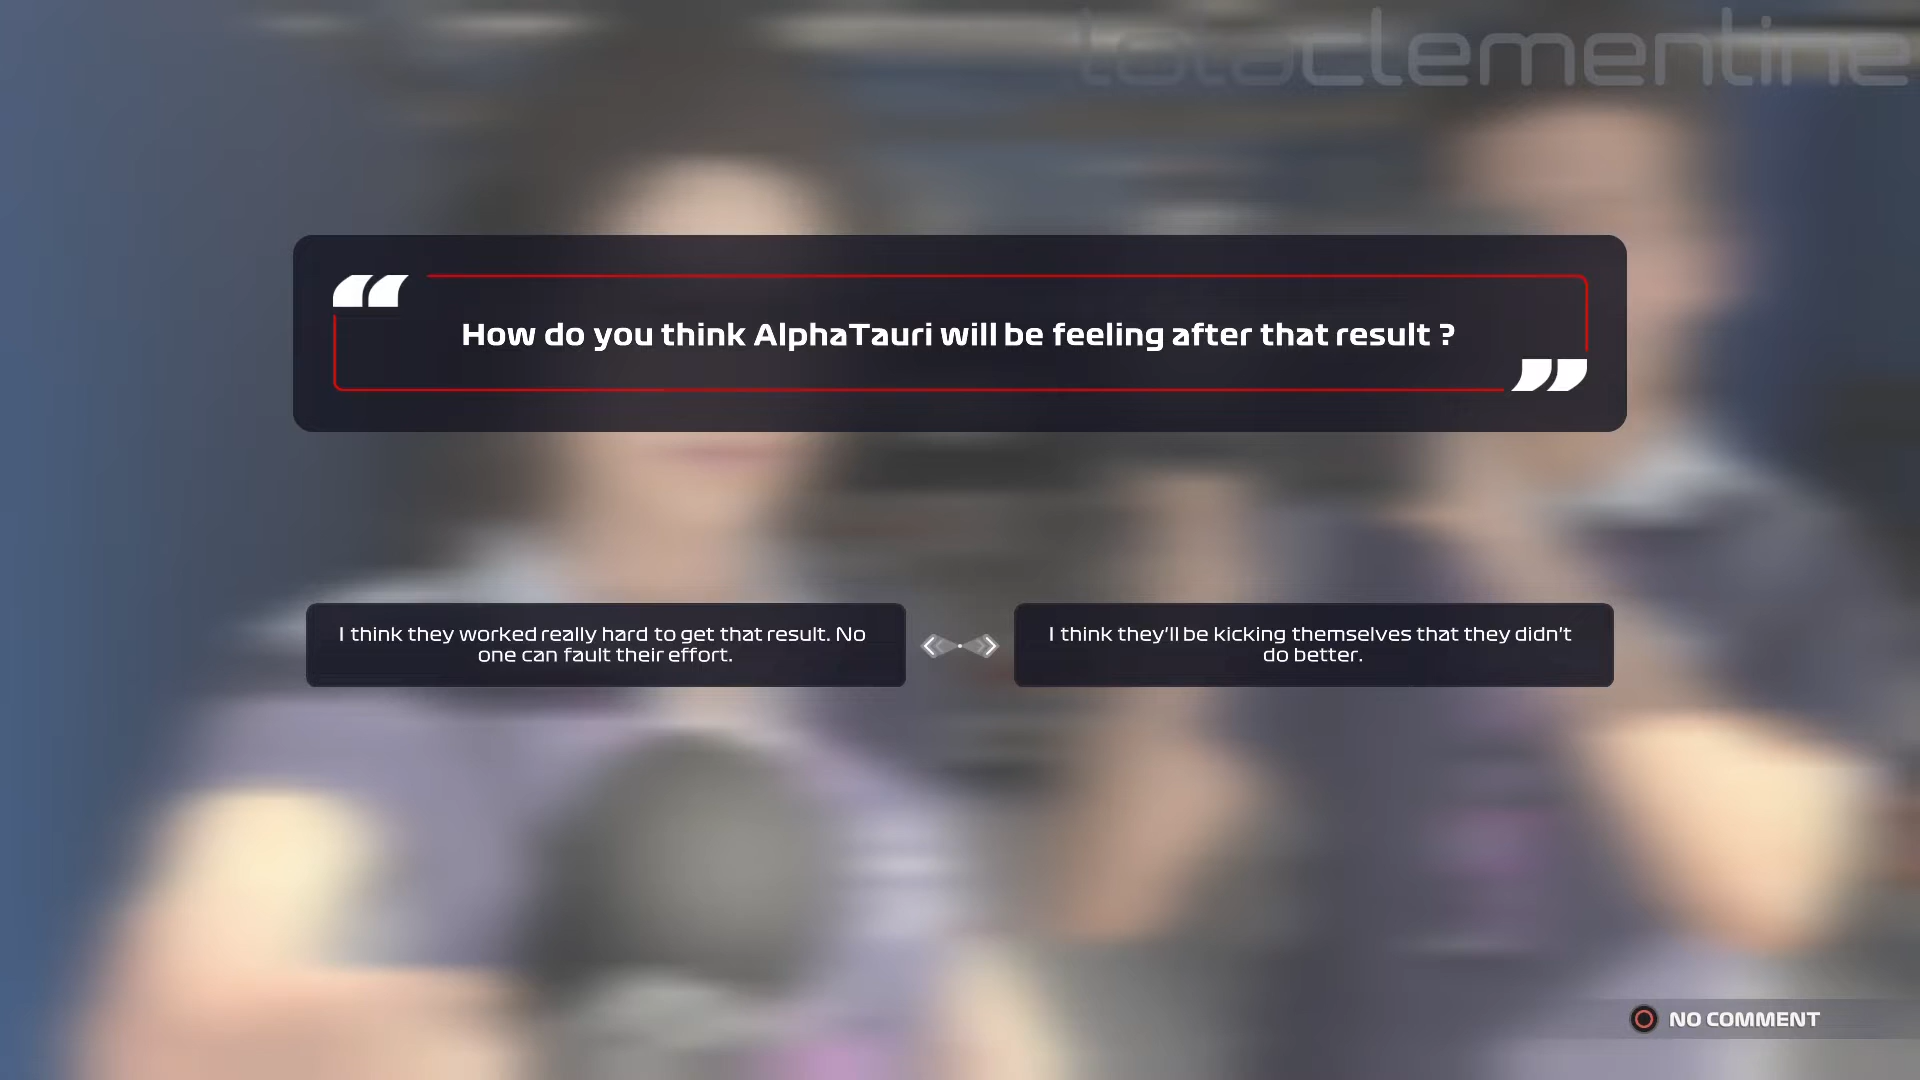 totaclementine
How do you think AlphaTauri will be feeling after that result ?
I think they worked really hard to get that result. No
one can fault their effort.
I think they'll be kicking themselves that they didn't
do better.
NO COMMENT